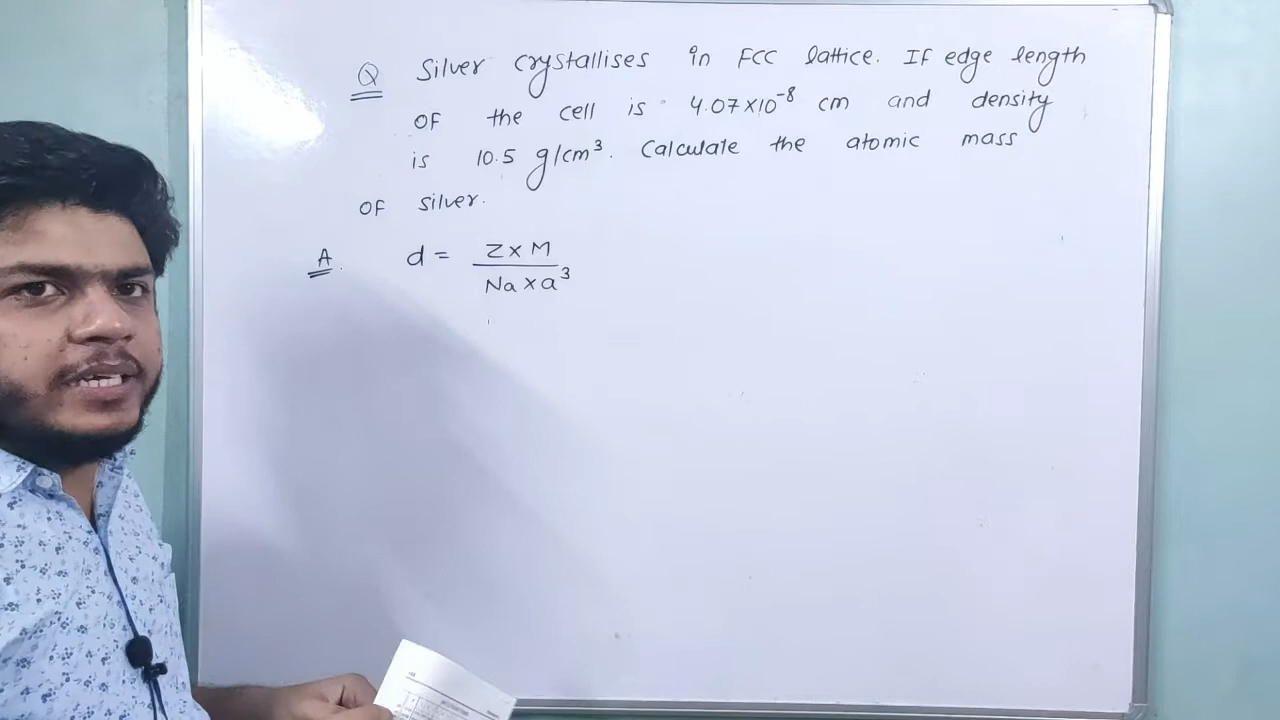 Q Silver crystallises in FCC lattice. If edge length
OF the cell is 4.07×10⁻⁸ cm and density
is 10.5 g/cm³. Calculate the atomic mass
OF silver.
A. d = Z×M
Na×a³